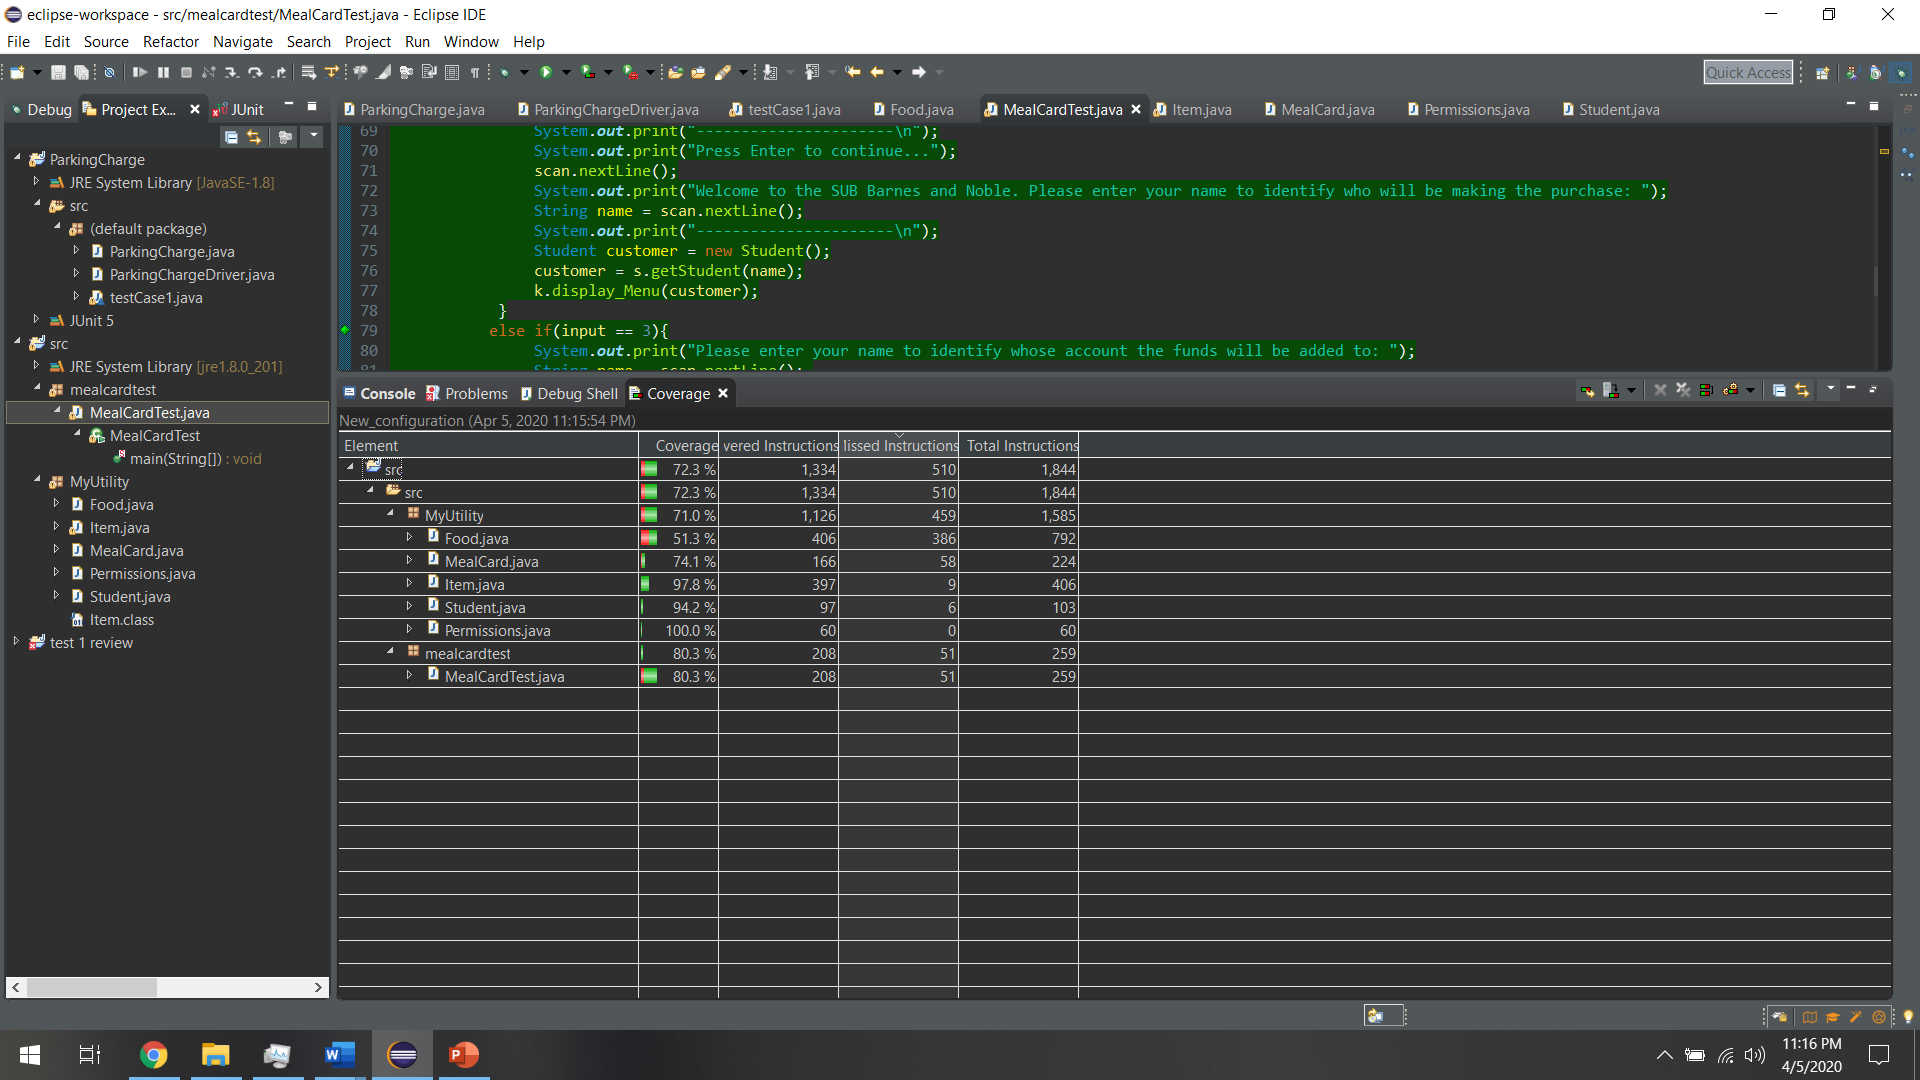 eclipse-workspace - src/mealcardtest/MealCardTest.java - Eclipse IDE
File Edit Source Refactor Navigate Search Project Run Window Help
Quick Access
Debug Project Ex... JUnit
ParkingCharge.java ParkingChargeDriver.java testCase1.java Food.java MealCardTest.java Item.java MealCard.java Permissions.java Student.java
ParkingCharge
JRE System Library [JavaSE-1.8]
src
(default package)
ParkingCharge.java
ParkingChargeDriver.java
testCase1.java
JUnit 5
src
JRE System Library [jre1.8.0_201]
mealcardtest
MealCardTest.java
MealCardTest
main(String[]) : void
MyUtility
Food.java
Item.java
MealCard.java
Permissions.java
Student.java
Item.class
test 1 review
69 System.out.print("----------------------\n");
70 System.out.print("Press Enter to continue...");
71 scan.nextLine();
72 System.out.print("Welcome to the SUB Barnes and Noble. Please enter your name to identify who will be making the purchase: ");
73 String name = scan.nextLine();
74 System.out.print("----------------------\n");
75 Student customer = new Student();
76 customer = s.getStudent(name);
77 k.display_Menu(customer);
78 }
79 else if(input == 3){
80 System.out.print("Please enter your name to identify whose account the funds will be added to: ");
81 String name = scan.nextLine();
Console Problems Debug Shell Coverage
New_configuration (Apr 5, 2020 11:15:54 PM)
Element Coverage vered Instructions lissed Instructions Total Instructions
src 72.3 % 1,334 510 1,844
src 72.3 % 1,334 510 1,844
MyUtility 71.0 % 1,126 459 1,585
Food.java 51.3 % 406 386 792
MealCard.java 74.1 % 166 58 224
Item.java 97.8 % 397 9 406
Student.java 94.2 % 97 6 103
Permissions.java 100.0 % 60 0 60
mealcardtest 80.3 % 208 51 259
MealCardTest.java 80.3 % 208 51 259
11:16 PM
4/5/2020